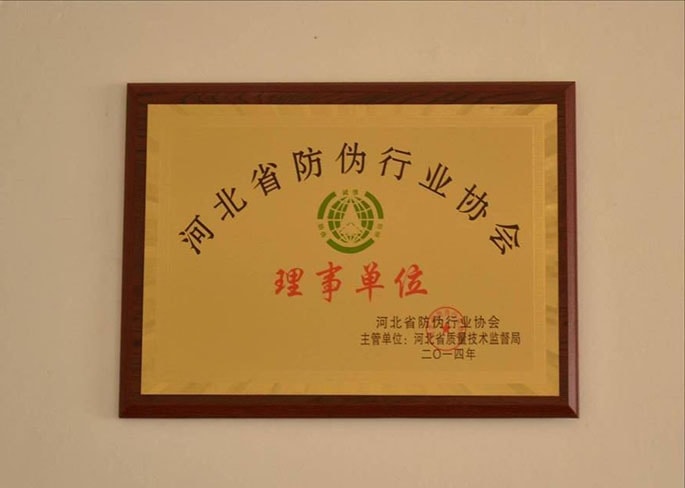 河北省防伪行业协会
理事单位
河北省防伪行业协会
主管单位：河北省质量技术监督局
二〇一四年